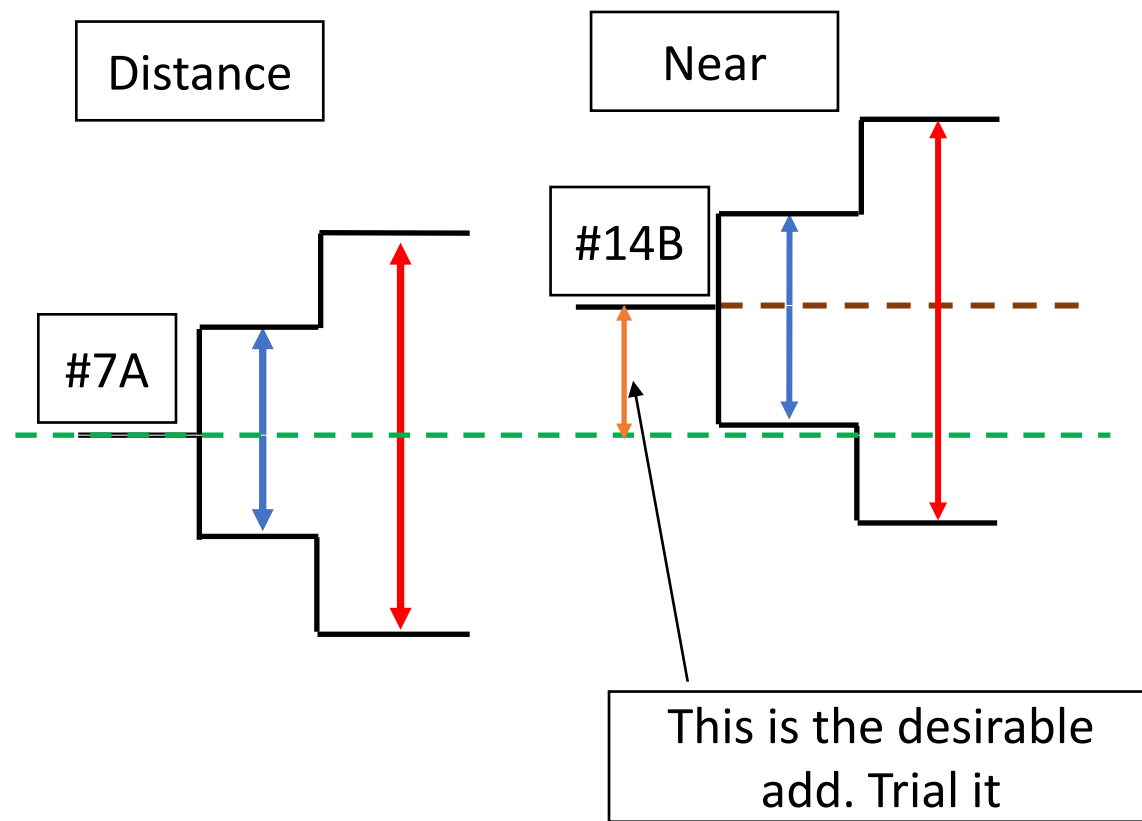 Distance
Near
#14B
#7A
This is the desirable
add. Trial it